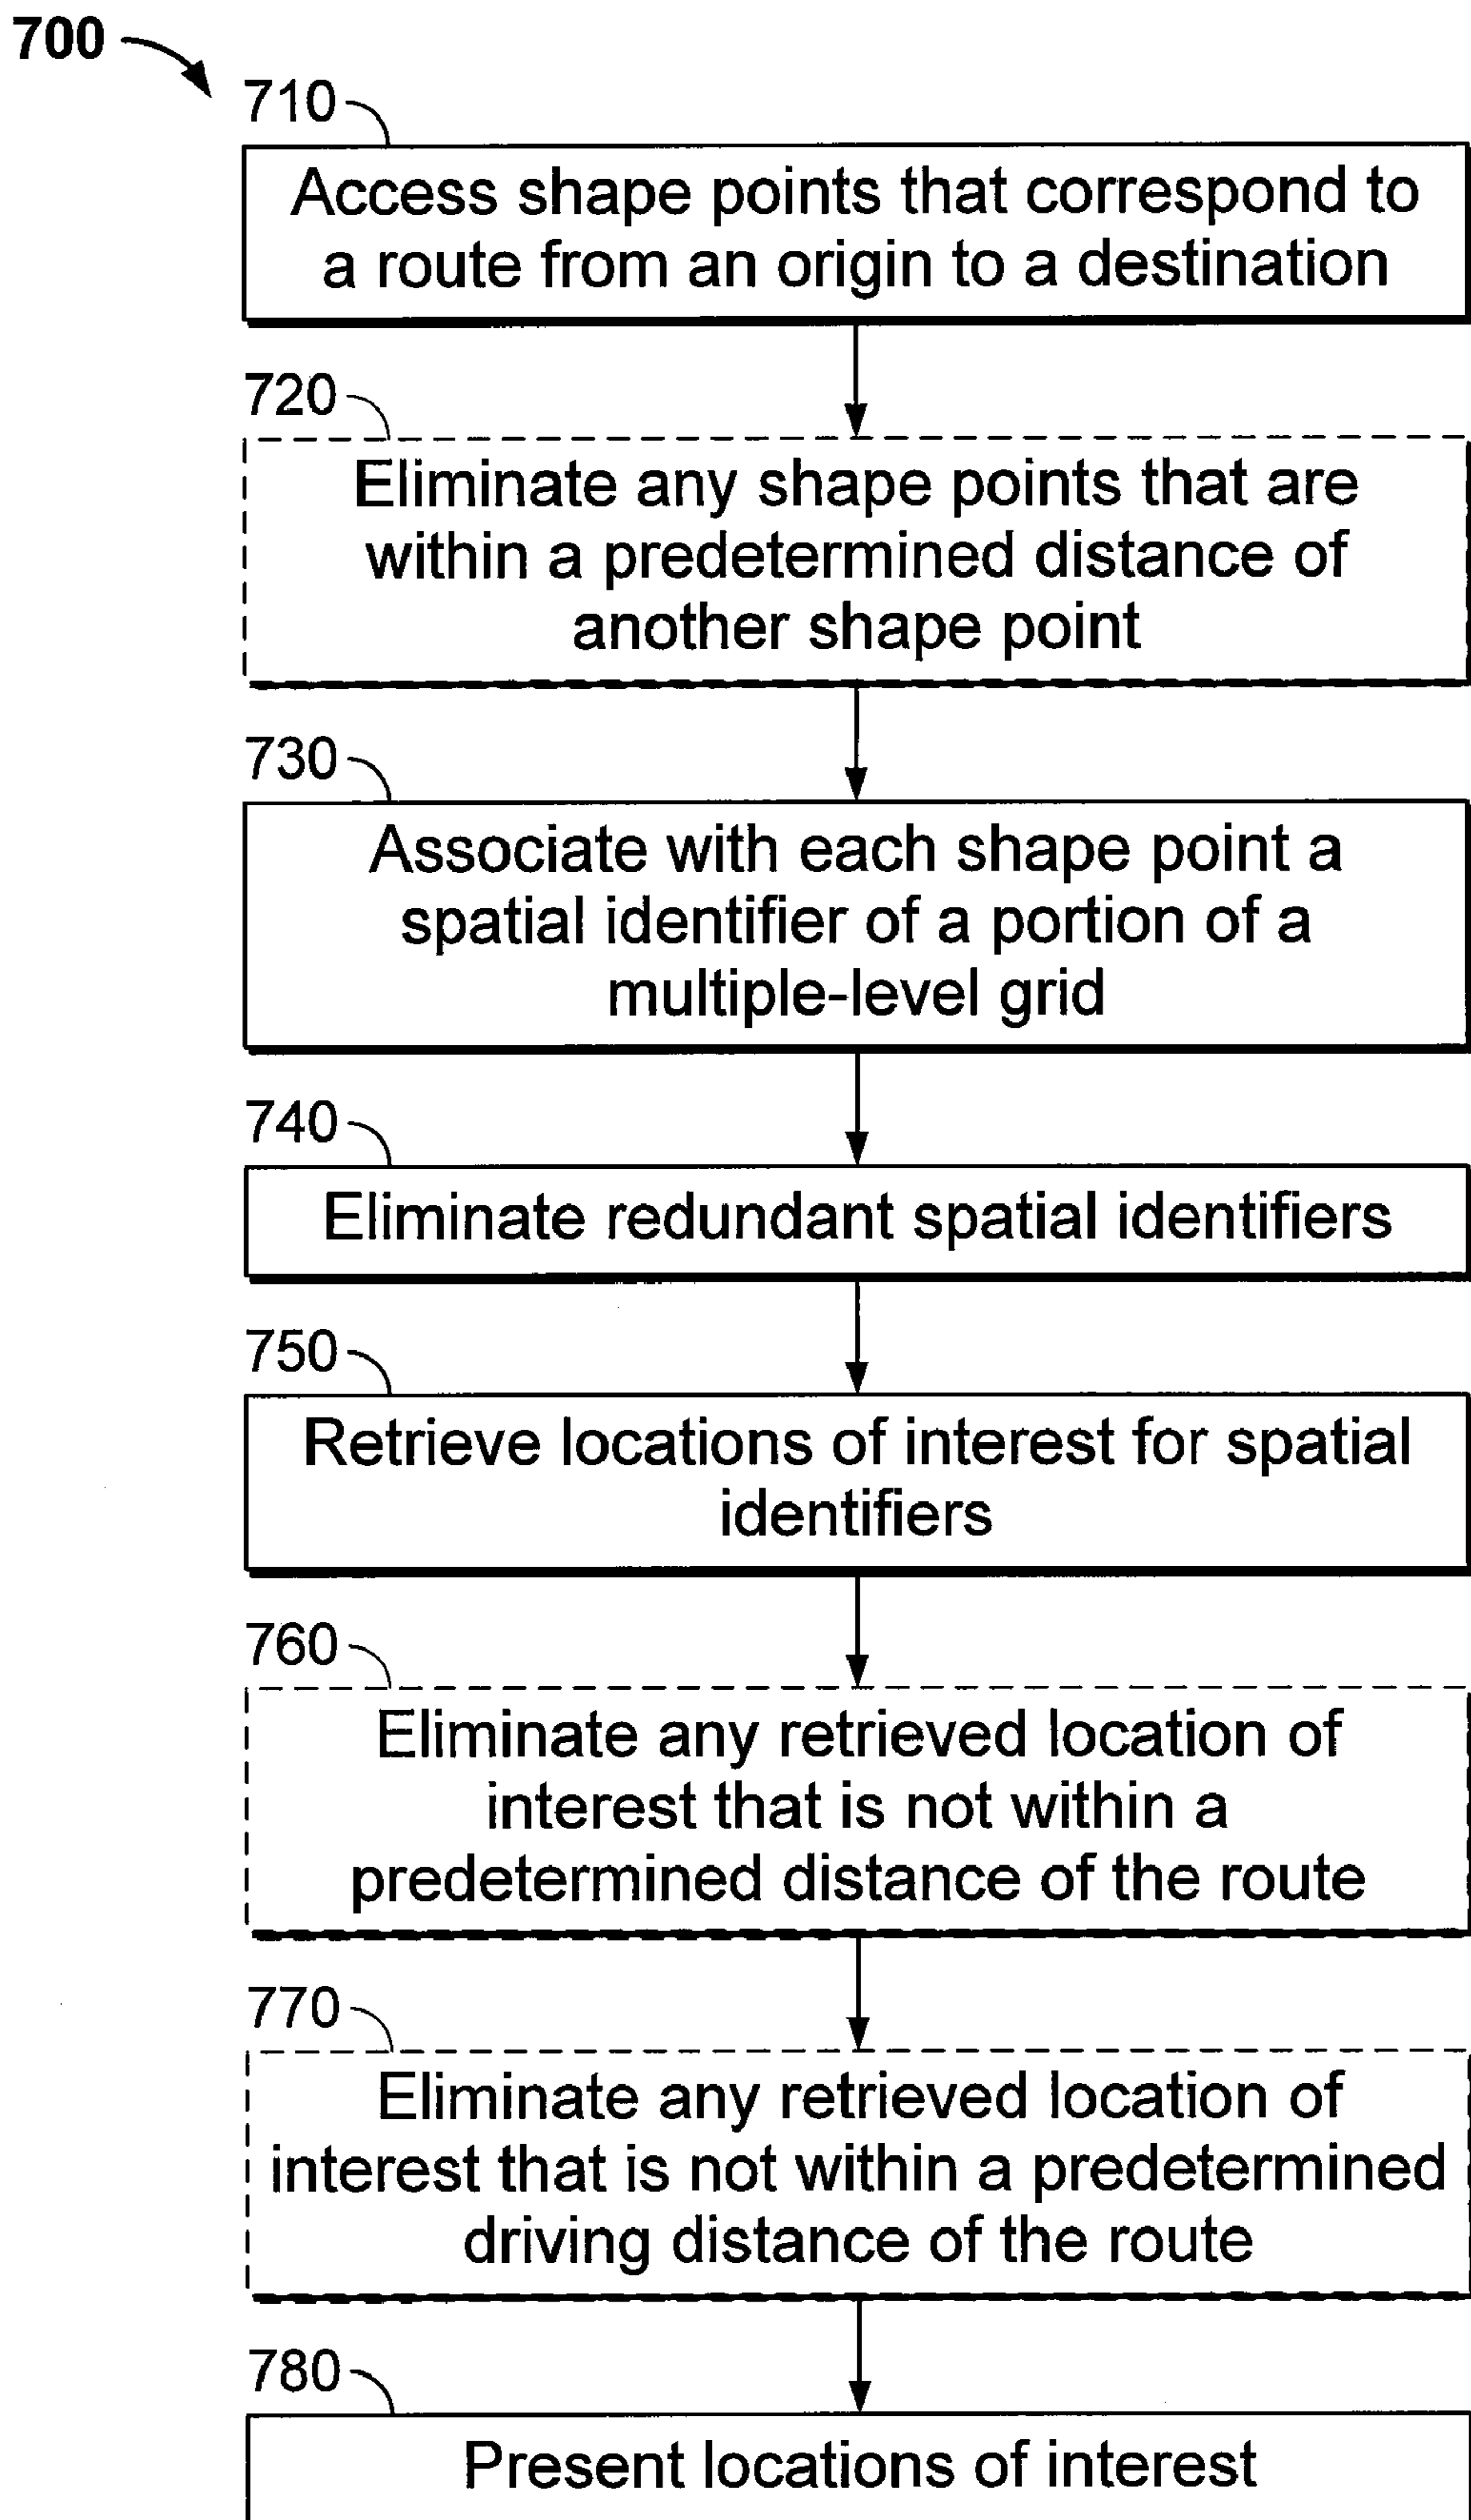 700
710
Access shape points that correspond to
a route from an origin to a destination
720
Eliminate any shape points that are
within a predetermined distance of
another shape point
730
Associate with each shape point a
spatial identifier of a portion of a
multiple-level grid
740
Eliminate redundant spatial identifiers
750
Retrieve locations of interest for spatial
identifiers
760
Eliminate any retrieved location of
interest that is not within a
predetermined distance of the route
770
Eliminate any retrieved location of
interest that is not within a predetermined
driving distance of the route
780
Present locations of interest